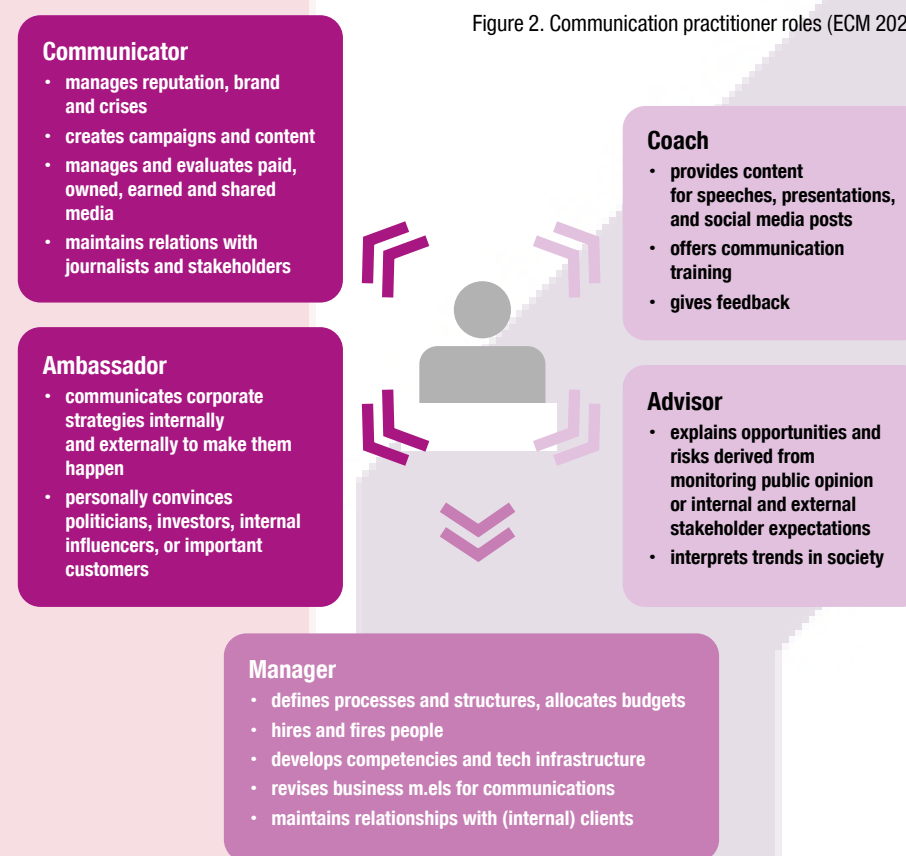 Figure 2. Communication practitioner roles (ECM 202
Communicator
• manages reputation, brand
and crises
• creates campaigns and content
• manages and evaluates paid,
owned, earned and shared
media
• maintains relations with
journalists and stakeholders
Coach
• provides content
for speeches, presentations,
and social media posts
• offers communication
training
• gives feedback
Ambassador
• communicates corporate
strategies internally
and externally to make them
happen
• personally convinces
politicians, investors, internal
influencers, or important
customers
Advisor
• explains opportunities and
risks derived from
monitoring public opinion
or internal and external
stakeholder expectations
• interprets trends in society
Manager
• defines processes and structures, allocates budgets
• hires and fires people
• develops competencies and tech infrastructure
• revises business m.els for communications
• maintains relationships with (internal) clients